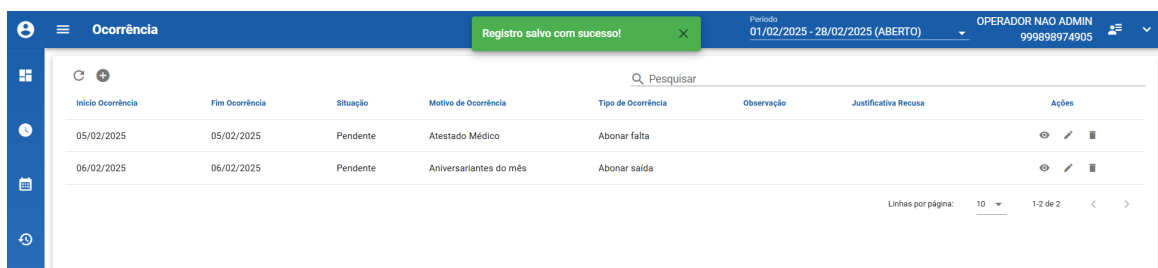 Ocorrência
Registro salvo com sucesso!
Periodo
01/02/2025 - 28/02/2025 (ABERTO)
OPERADOR NAO ADMIN
999898974905
Pesquisar
Início Ocorrência Fim Ocorrência Situação Motivo de Ocorrência Tipo de Ocorrência Observação Justificativa Recusa Ações
05/02/2025 05/02/2025 Pendente Atestado Médico Abonar falta
06/02/2025 06/02/2025 Pendente Aniversariantes do mês Abonar saída
Linhas por página: 10 1-2 de 2